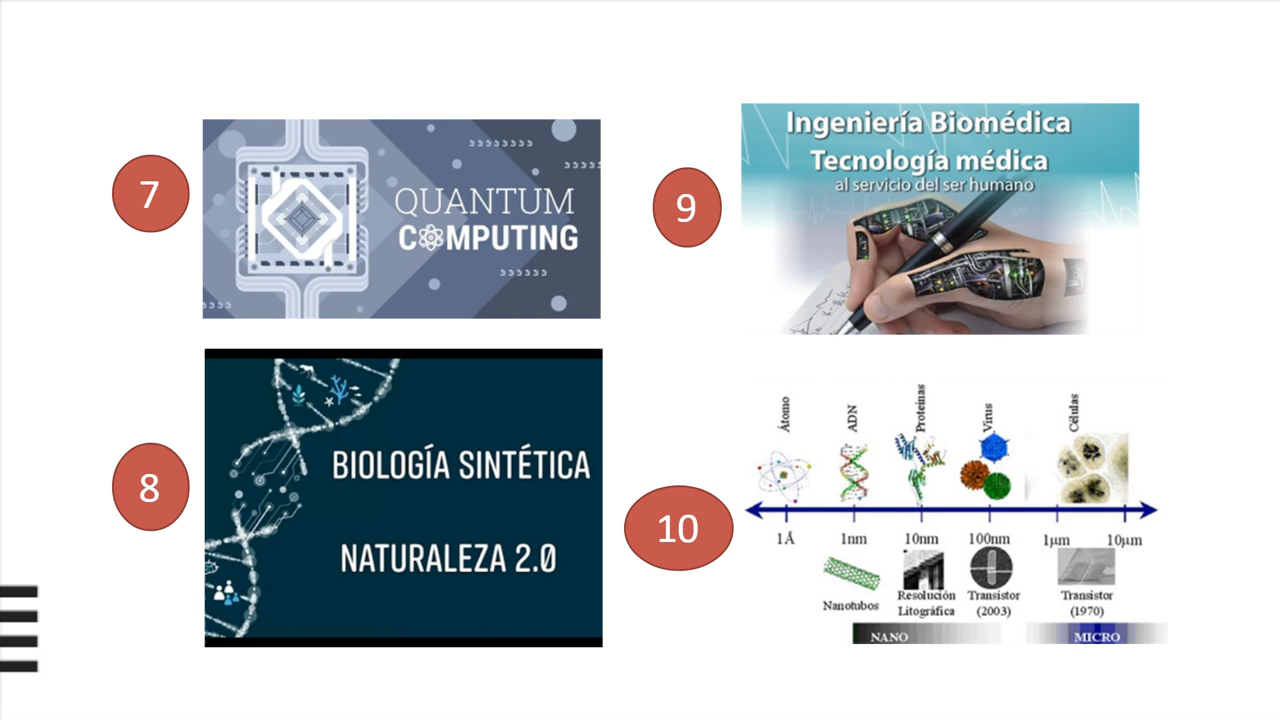 7
QUANTUM
COMPUTING
8
BIOLOGÍA SINTÉTICA
NATURALEZA 2.0
9
Ingeniería Biomédica
Tecnología médica
al servicio del ser humano
10
Átomo ADN Proteínas Virus Células
1Å 1nm 10nm 100nm 1μm 10μm
Nanotubos
Resolución
Litográfica
Transistor
(2003)
Transistor
(1970)
NANO MICRO